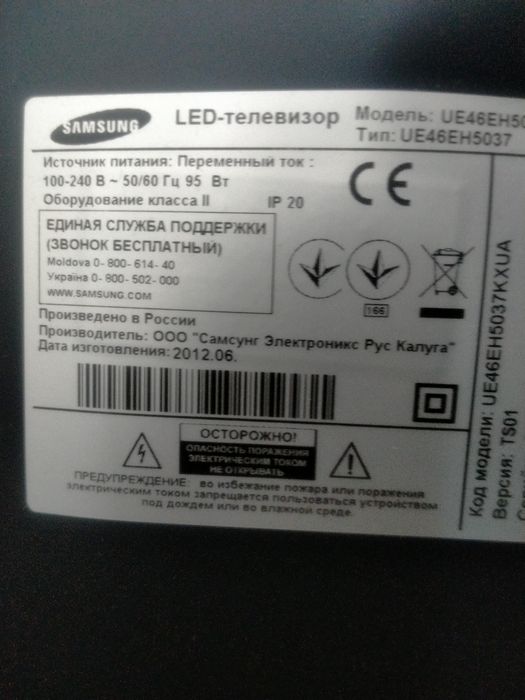 SAMSUNG
LED-телевизор
Модель: UE46EH50
Тип: UE46EH5037
Источник питания: Переменный ток :
100-240 В ~ 50/60 Гц 95 Вт
Оборудование класса II IP 20
ЕДИНАЯ СЛУЖБА ПОДДЕРЖКИ
(ЗВОНОК БЕСПЛАТНЫЙ)
Moldova 0- 800- 614- 40
Україна 0- 800- 502- 000
WWW.SAMSUNG.COM
CE
166
Произведено в России
Производитель: ООО "Самсунг Электроникс Рус Калуга"
Дата изготовления: 2012.06.
ОСТОРОЖНО!
ОПАСНОСТЬ ПОРАЖЕНИЯ
ЭЛЕКТРИЧЕСКИМ ТОКОМ
НЕ ОТКРЫВАТЬ
ПРЕДУПРЕЖДЕНИЕ: во избежание пожара или поражения
электрическим током запрещается пользоваться устройством
под дождем или во влажной среде.
Код модели: UE46EH5037KXUA
Версия: TS01